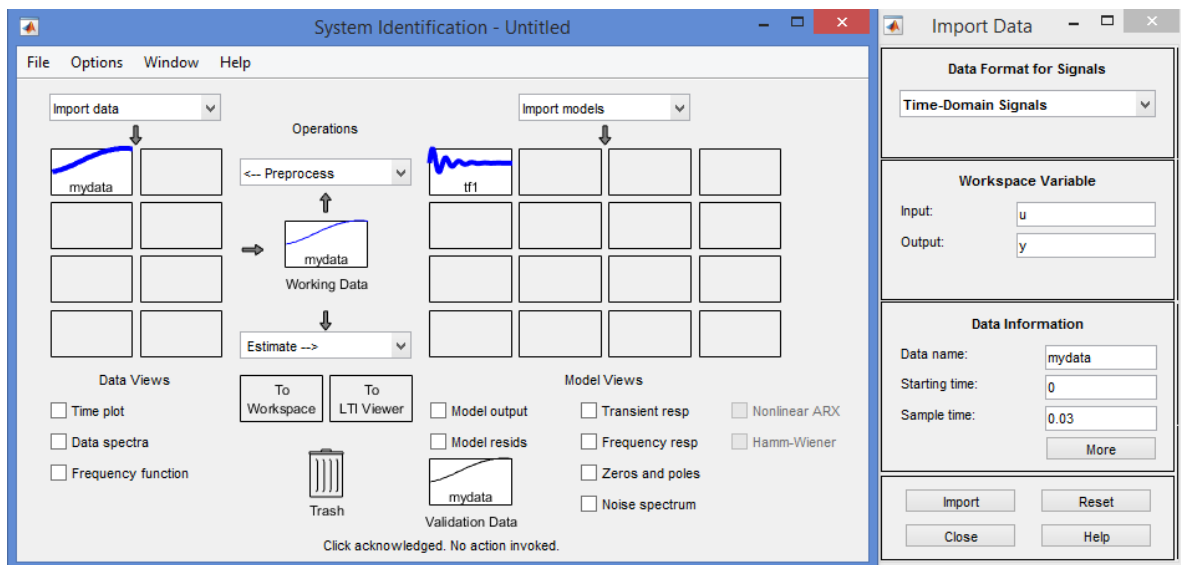 System Identification - Untitled
File Options Window Help
Import data
Import models
Operations
<-- Preprocess
mydata
tf1
mydata
Working Data
Estimate -->
Data Views
To Workspace
To LTI Viewer
Model Views
Time plot
Data spectra
Frequency function
Trash
Model output
Transient resp
Nonlinear ARX
Model resids
Frequency resp
Hamm-Wiener
Zeros and poles
Noise spectrum
mydata
Validation Data
Click acknowledged. No action invoked.
Import Data
Data Format for Signals
Time-Domain Signals
Workspace Variable
Input: u
Output: y
Data Information
Data name: mydata
Starting time: 0
Sample time: 0.03
More
Import Reset
Close Help